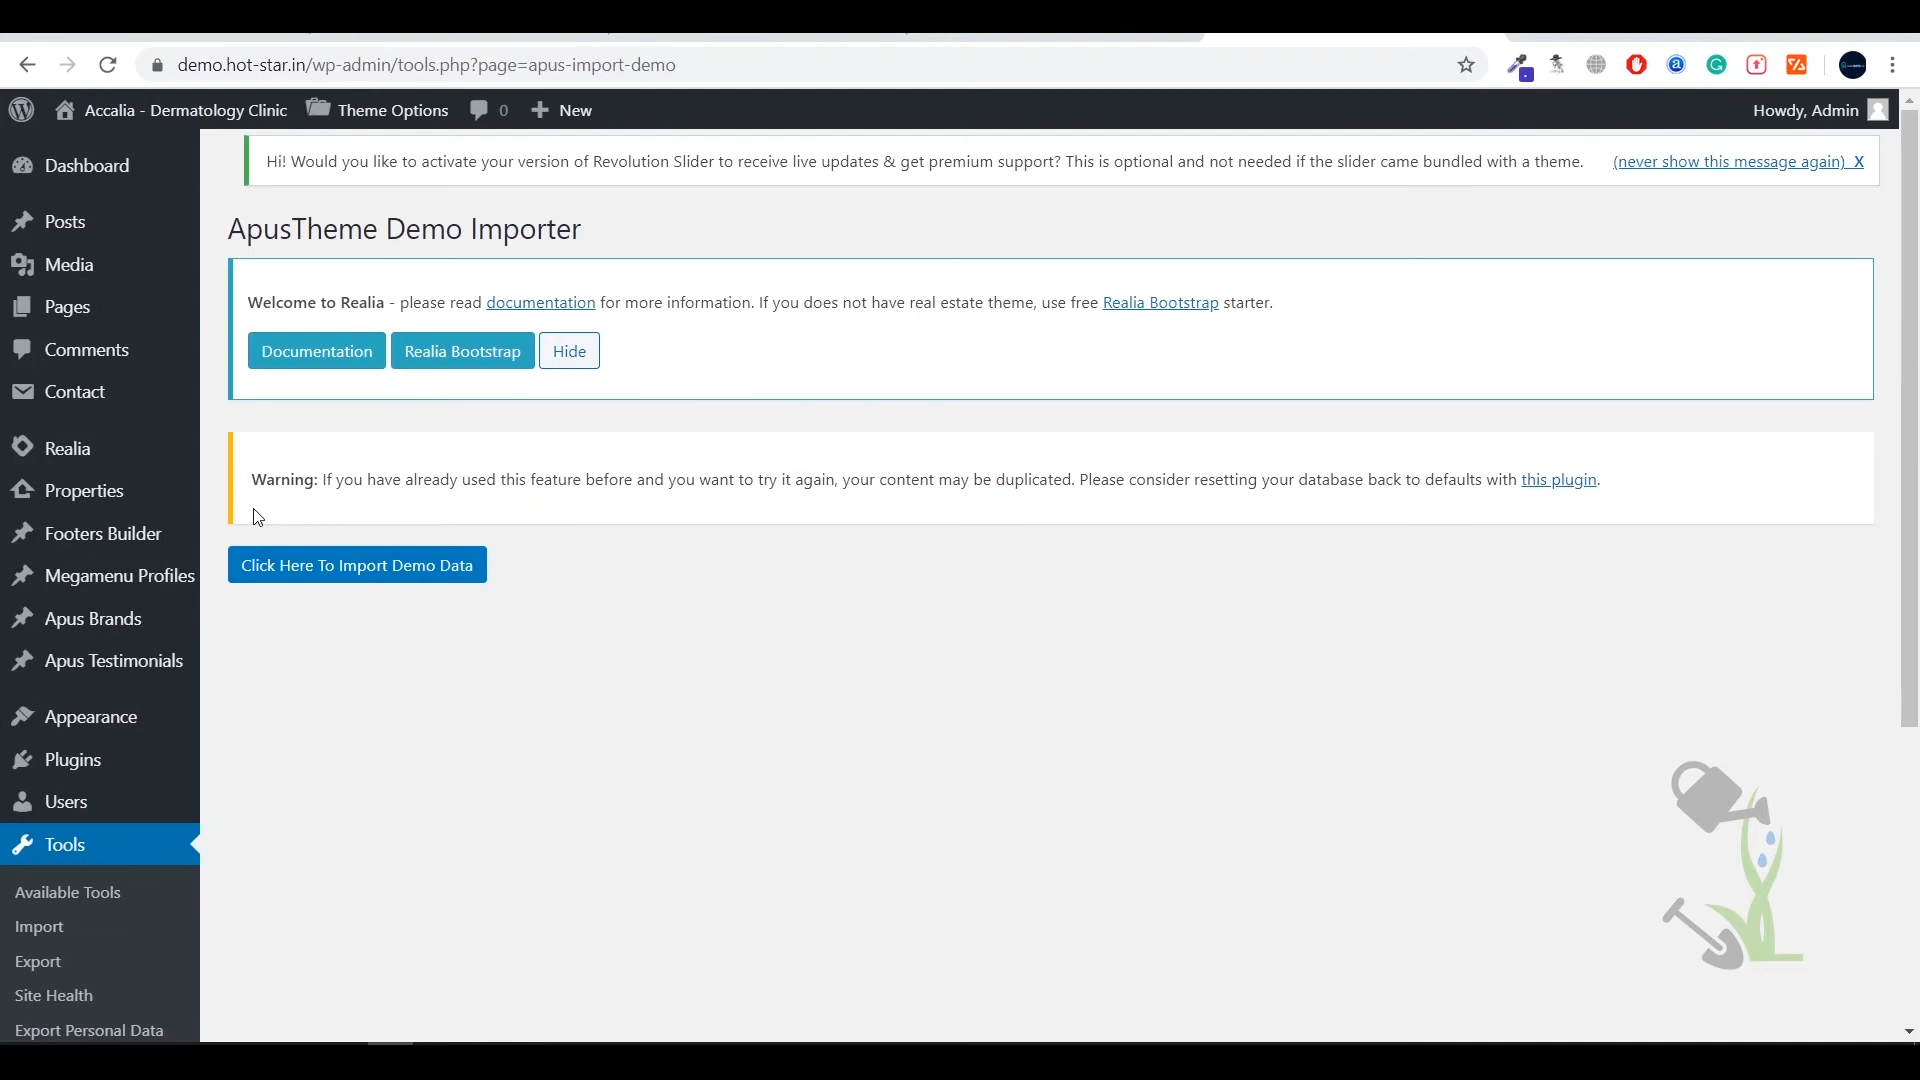 demo.hot-star.in/wp-admin/tools.php?page=apus-import-demo
Accalia - Dermatology Clinic Theme Options 0 New Howdy, Admin
Hi! Would you like to activate your version of Revolution Slider to receive live updates & get premium support? This is optional and not needed if the slider came bundled with a theme. (never show this message again) X
Dashboard
Posts
Media
Pages
Comments
Contact
Realia
Properties
Footers Builder
Megamenu Profiles
Apus Brands
Apus Testimonials
Appearance
Plugins
Users
Tools
Available Tools
Import
Export
Site Health
Export Personal Data
ApusTheme Demo Importer
Welcome to Realia - please read documentation for more information. If you does not have real estate theme, use free Realia Bootstrap starter.
Documentation Realia Bootstrap Hide
Warning: If you have already used this feature before and you want to try it again, your content may be duplicated. Please consider resetting your database back to defaults with this plugin.
Click Here To Import Demo Data